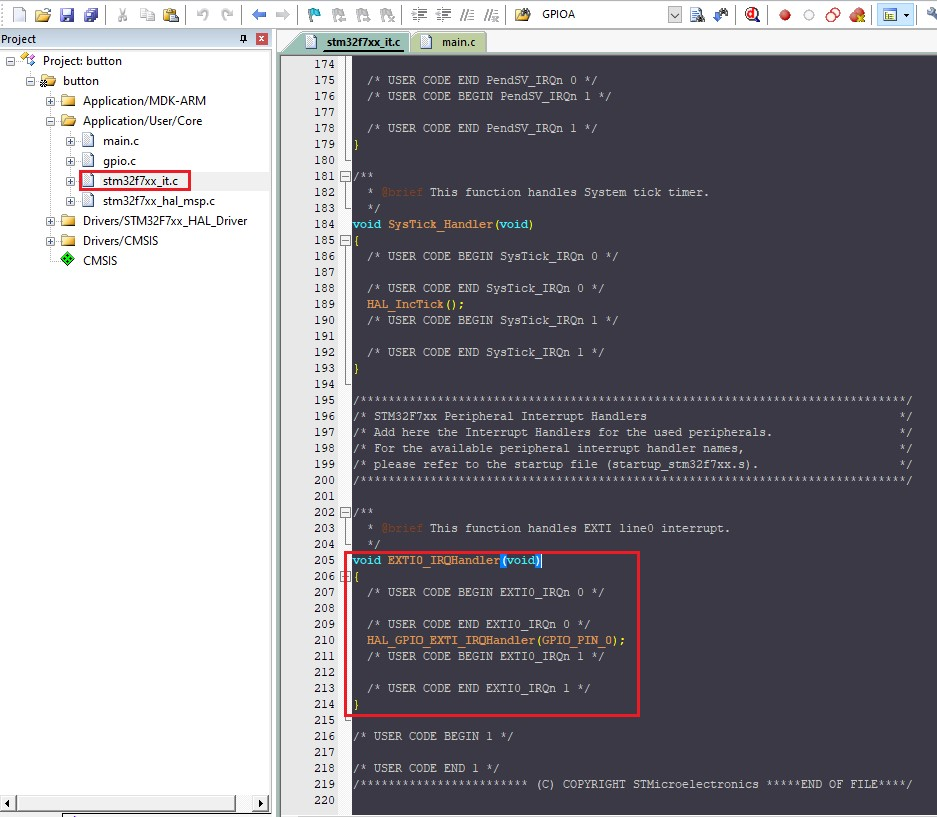 GPIOA
Project
Project: button
button
Application/MDK-ARM
Application/User/Core
main.c
gpio.c
stm32f7xx_it.c
stm32f7xx_hal_msp.c
Drivers/STM32F7xx_HAL_Driver
Drivers/CMSIS
CMSIS
stm32f7xx_it.c main.c
174
175 /* USER CODE END PendSV_IRQn 0 */
176 /* USER CODE BEGIN PendSV_IRQn 1 */
177
178 /* USER CODE END PendSV_IRQn 1 */
179 }
180
181 /**
182 * @brief This function handles System tick timer.
183 */
184 void SysTick_Handler(void)
185 {
186 /* USER CODE BEGIN SysTick_IRQn 0 */
187
188 /* USER CODE END SysTick_IRQn 0 */
189 HAL_IncTick();
190 /* USER CODE BEGIN SysTick_IRQn 1 */
191
192 /* USER CODE END SysTick_IRQn 1 */
193 }
194
195 /******************************************************************************/
196 /* STM32F7xx Peripheral Interrupt Handlers */
197 /* Add here the Interrupt Handlers for the used peripherals. */
198 /* For the available peripheral interrupt handler names, */
199 /* please refer to the startup file (startup_stm32f7xx.s). */
200 /******************************************************************************/
201
202 /**
203 * @brief This function handles EXTI line0 interrupt.
204 */
205 void EXTI0_IRQHandler(void)
206 {
207 /* USER CODE BEGIN EXTI0_IRQn 0 */
208
209 /* USER CODE END EXTI0_IRQn 0 */
210 HAL_GPIO_EXTI_IRQHandler(GPIO_PIN_0);
211 /* USER CODE BEGIN EXTI0_IRQn 1 */
212
213 /* USER CODE END EXTI0_IRQn 1 */
214 }
215
216 /* USER CODE BEGIN 1 */
217
218 /* USER CODE END 1 */
219 /************************ (C) COPYRIGHT STMicroelectronics *****END OF FILE****/
220